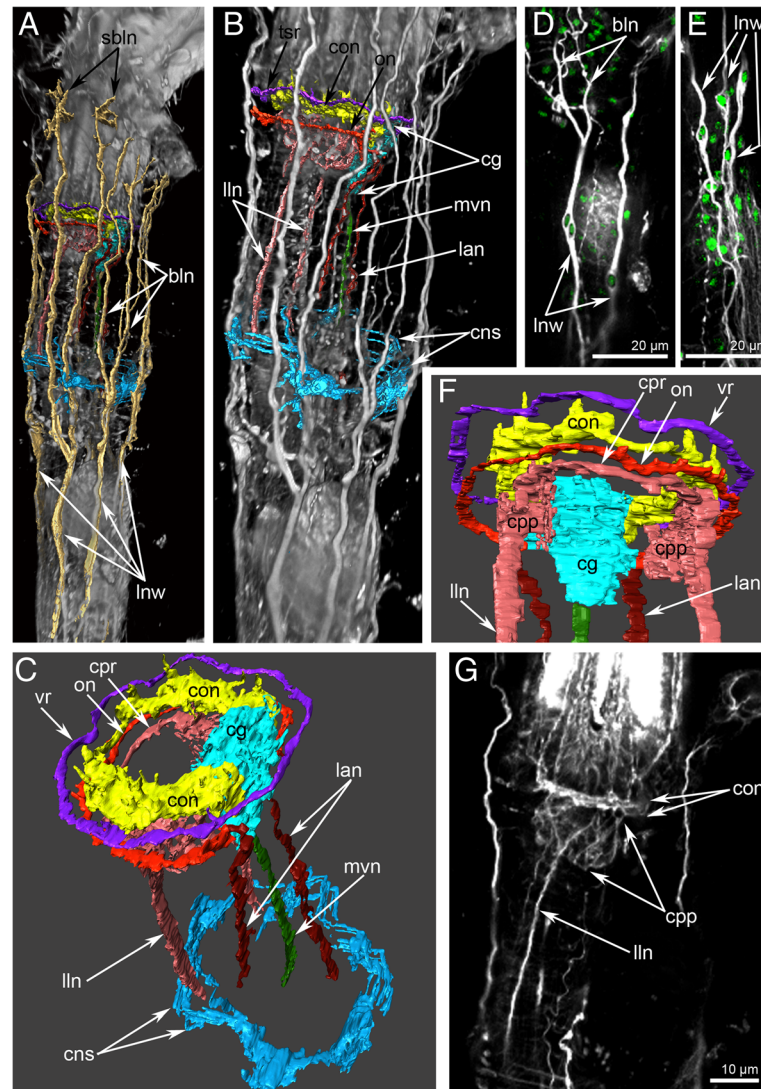 A
sbln
bln
lnw
B
tsr
con
on
cg
lln
mvn
lan
cns
D
bln
lnw
20 µm
E
lnw
20 µm
F
cpr
on
vr
con
cpp
cg
cpp
lln
lan
C
cpr
on
vr
con
cg
con
lan
mvn
lln
cns
G
con
cpp
lln
10 µm